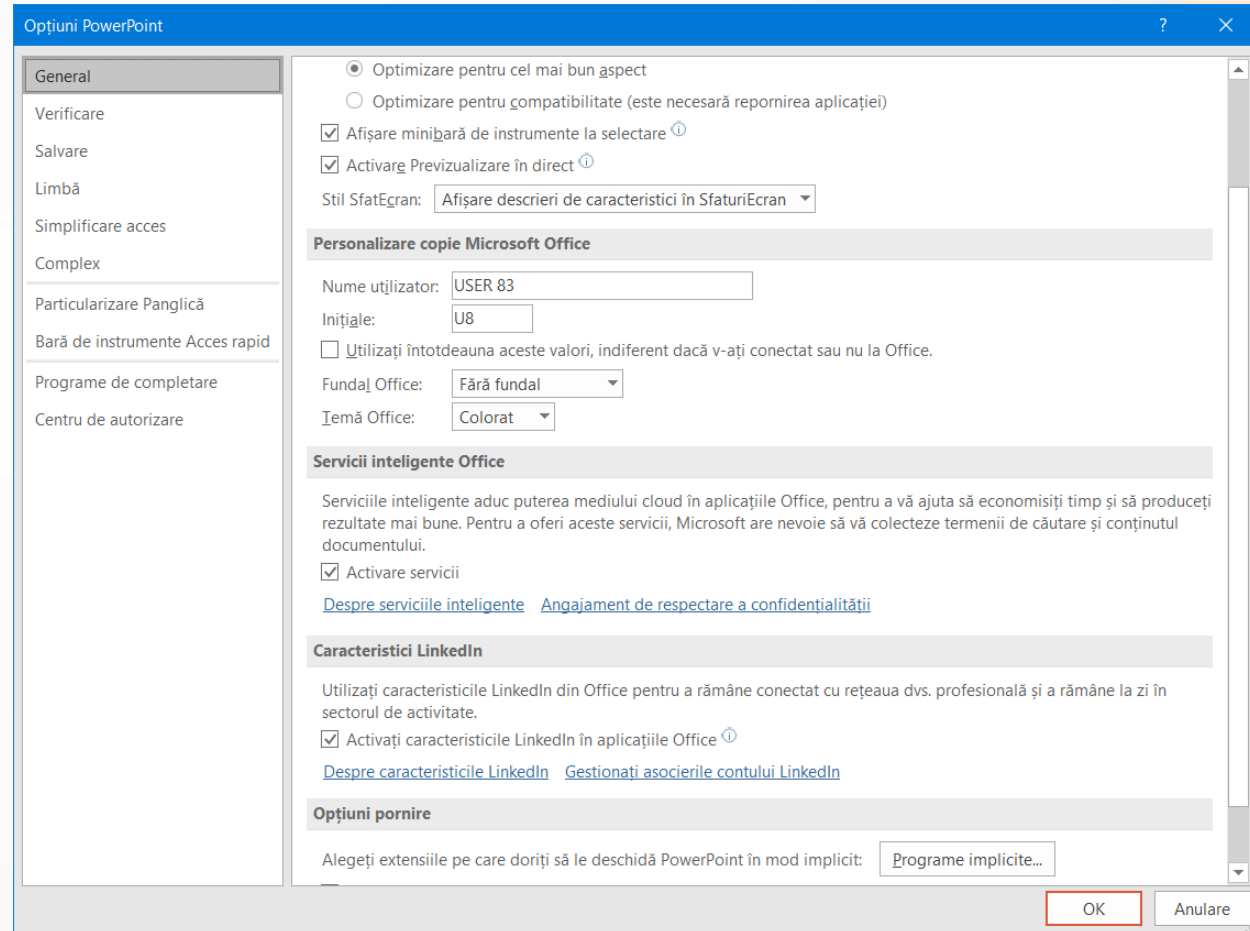 Opțiuni PowerPoint
General
Verificare
Salvare
Limbă
Simplificare acces
Complex
Particularizare Panglică
Bară de instrumente Acces rapid
Programe de completare
Centru de autorizare
Optimizare pentru cel mai bun aspect
Optimizare pentru compatibilitate (este necesară repornirea aplicației)
Afișare minibară de instrumente la selectare
Activare Previzualizare în direct
Stil SfatEcran: Afișare descrieri de caracteristici în SfaturiEcran
Personalizare copie Microsoft Office
Nume utilizator: USER 83
Inițiale: U8
Utilizați întotdeauna aceste valori, indiferent dacă v-ați conectat sau nu la Office.
Fundal Office: Fără fundal
Temă Office: Colorat
Servicii inteligente Office
Serviciile inteligente aduc puterea mediului cloud în aplicațiile Office, pentru a vă ajuta să economisiți timp și să produceți
rezultate mai bune. Pentru a oferi aceste servicii, Microsoft are nevoie să vă colecteze termenii de căutare și conținutul
documentului.
Activare servicii
Despre serviciile inteligente Angajament de respectare a confidențialității
Caracteristici LinkedIn
Utilizați caracteristicile LinkedIn din Office pentru a rămâne conectat cu rețeaua dvs. profesională și a rămâne la zi în
sectorul de activitate.
Activați caracteristicile LinkedIn în aplicațiile Office
Despre caracteristicile LinkedIn Gestionați asocierile contului LinkedIn
Opțiuni pornire
Alegeți extensiile pe care doriți să le deschidă PowerPoint în mod implicit: Programe implicite...
OK Anulare